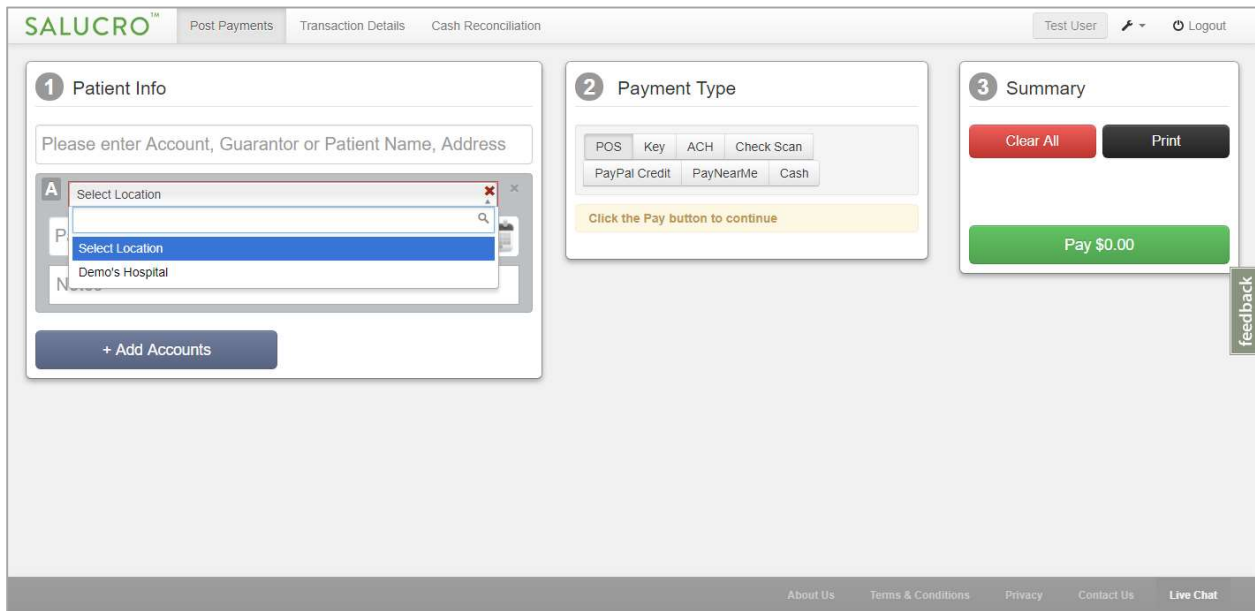 SALUCRO™
Post Payments
Transaction Details
Cash Reconciliation
Test User
Logout
1 Patient Info
Please enter Account, Guarantor or Patient Name, Address
A
Select Location
Select Location
Demo's Hospital
+ Add Accounts
2 Payment Type
POS Key ACH Check Scan
PayPal Credit PayNearMe Cash
Click the Pay button to continue
3 Summary
Clear All
Print
Pay $0.00
feedback
About Us
Terms & Conditions
Privacy
Contact Us
Live Chat